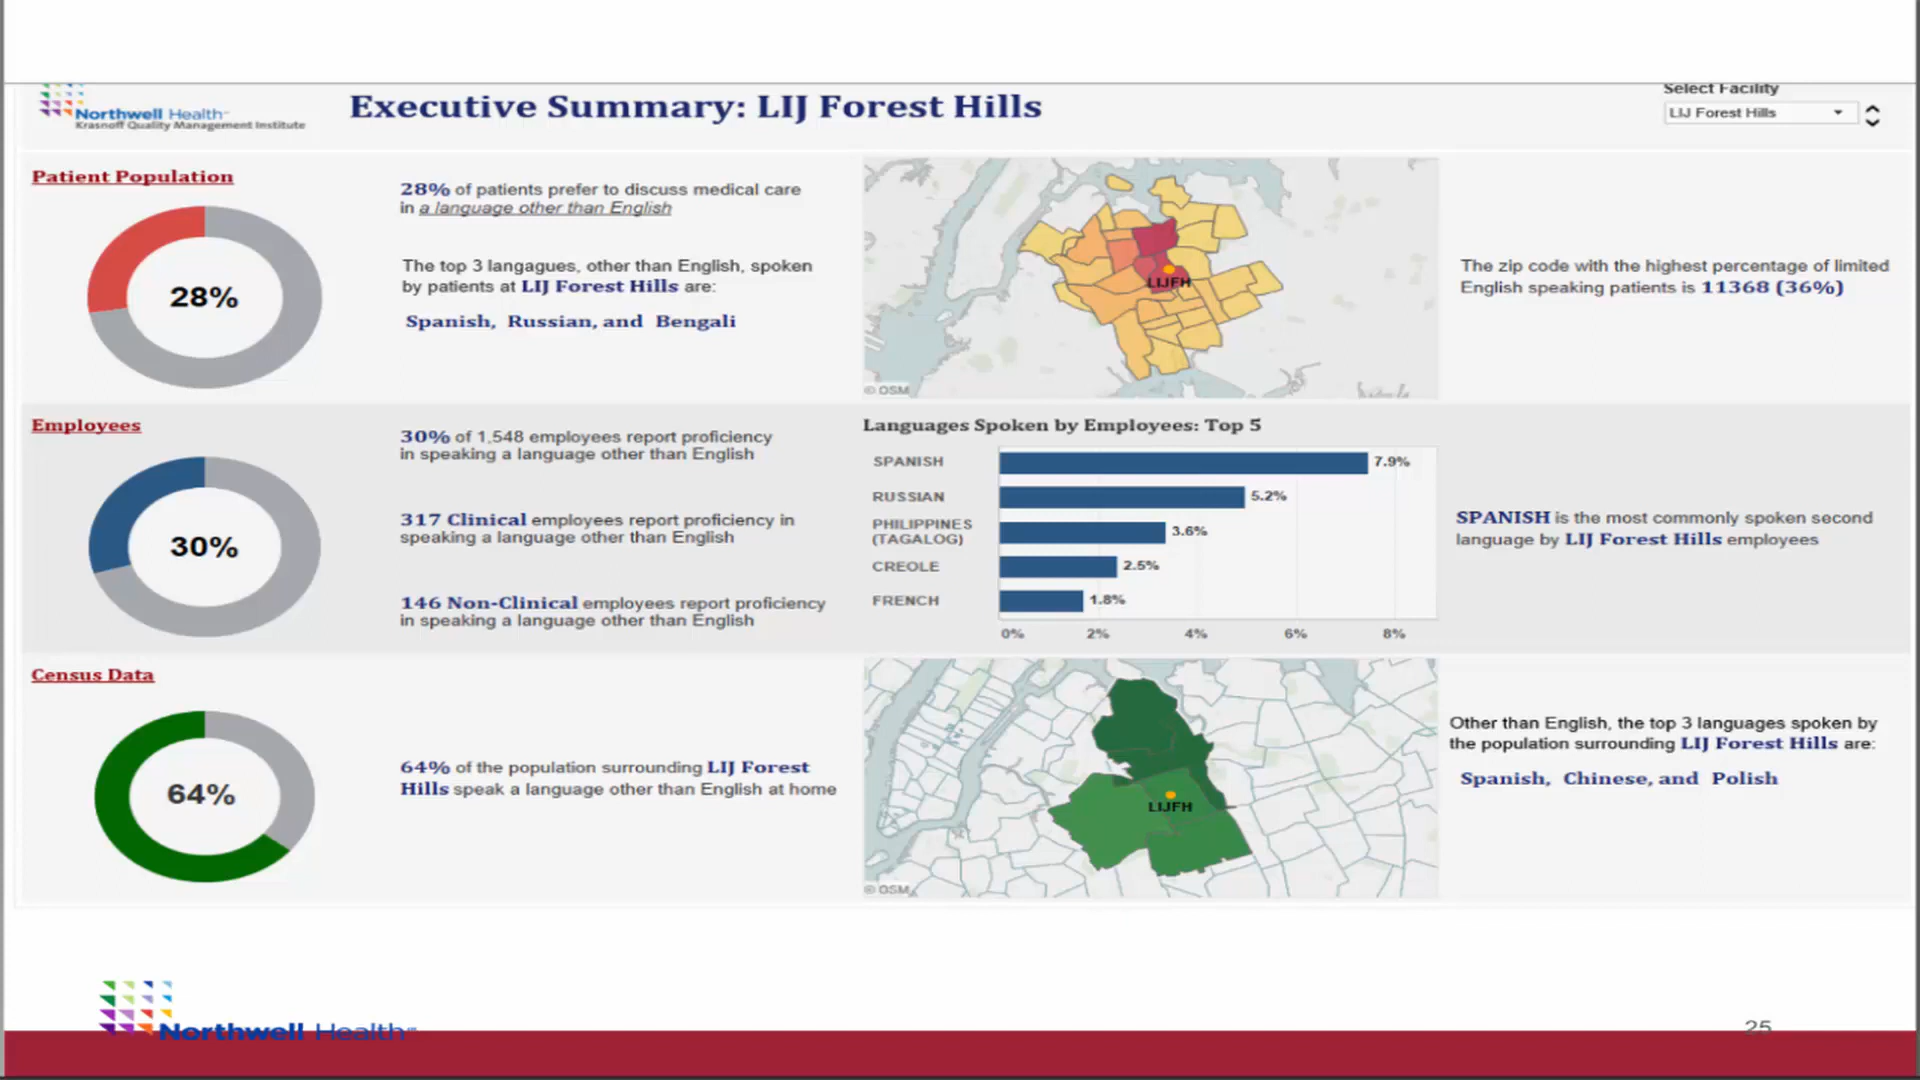 Northwell Health
Krasnoff Quality Management Institute
Executive Summary: LIJ Forest Hills
Select Facility
LIJ Forest Hills
Patient Population
28%
28% of patients prefer to discuss medical care
in a language other than English
The top 3 langagues, other than English, spoken
by patients at LIJ Forest Hills are:
Spanish, Russian, and Bengali
LIJFH
© OSM
The zip code with the highest percentage of limited
English speaking patients is 11368 (36%)
Employees
30%
30% of 1,548 employees report proficiency
in speaking a language other than English
317 Clinical employees report proficiency in
speaking a language other than English
146 Non-Clinical employees report proficiency
in speaking a language other than English
Languages Spoken by Employees: Top 5
SPANISH 7.9%
RUSSIAN 5.2%
PHILIPPINES
(TAGALOG) 3.6%
CREOLE 2.5%
FRENCH 1.8%
0% 2% 4% 6% 8%
SPANISH is the most commonly spoken second
language by LIJ Forest Hills employees
Census Data
64%
64% of the population surrounding LIJ Forest
Hills speak a language other than English at home
LIJFH
© OSM
Other than English, the top 3 languages spoken by
the population surrounding LIJ Forest Hills are:
Spanish, Chinese, and Polish
Northwell Health
25